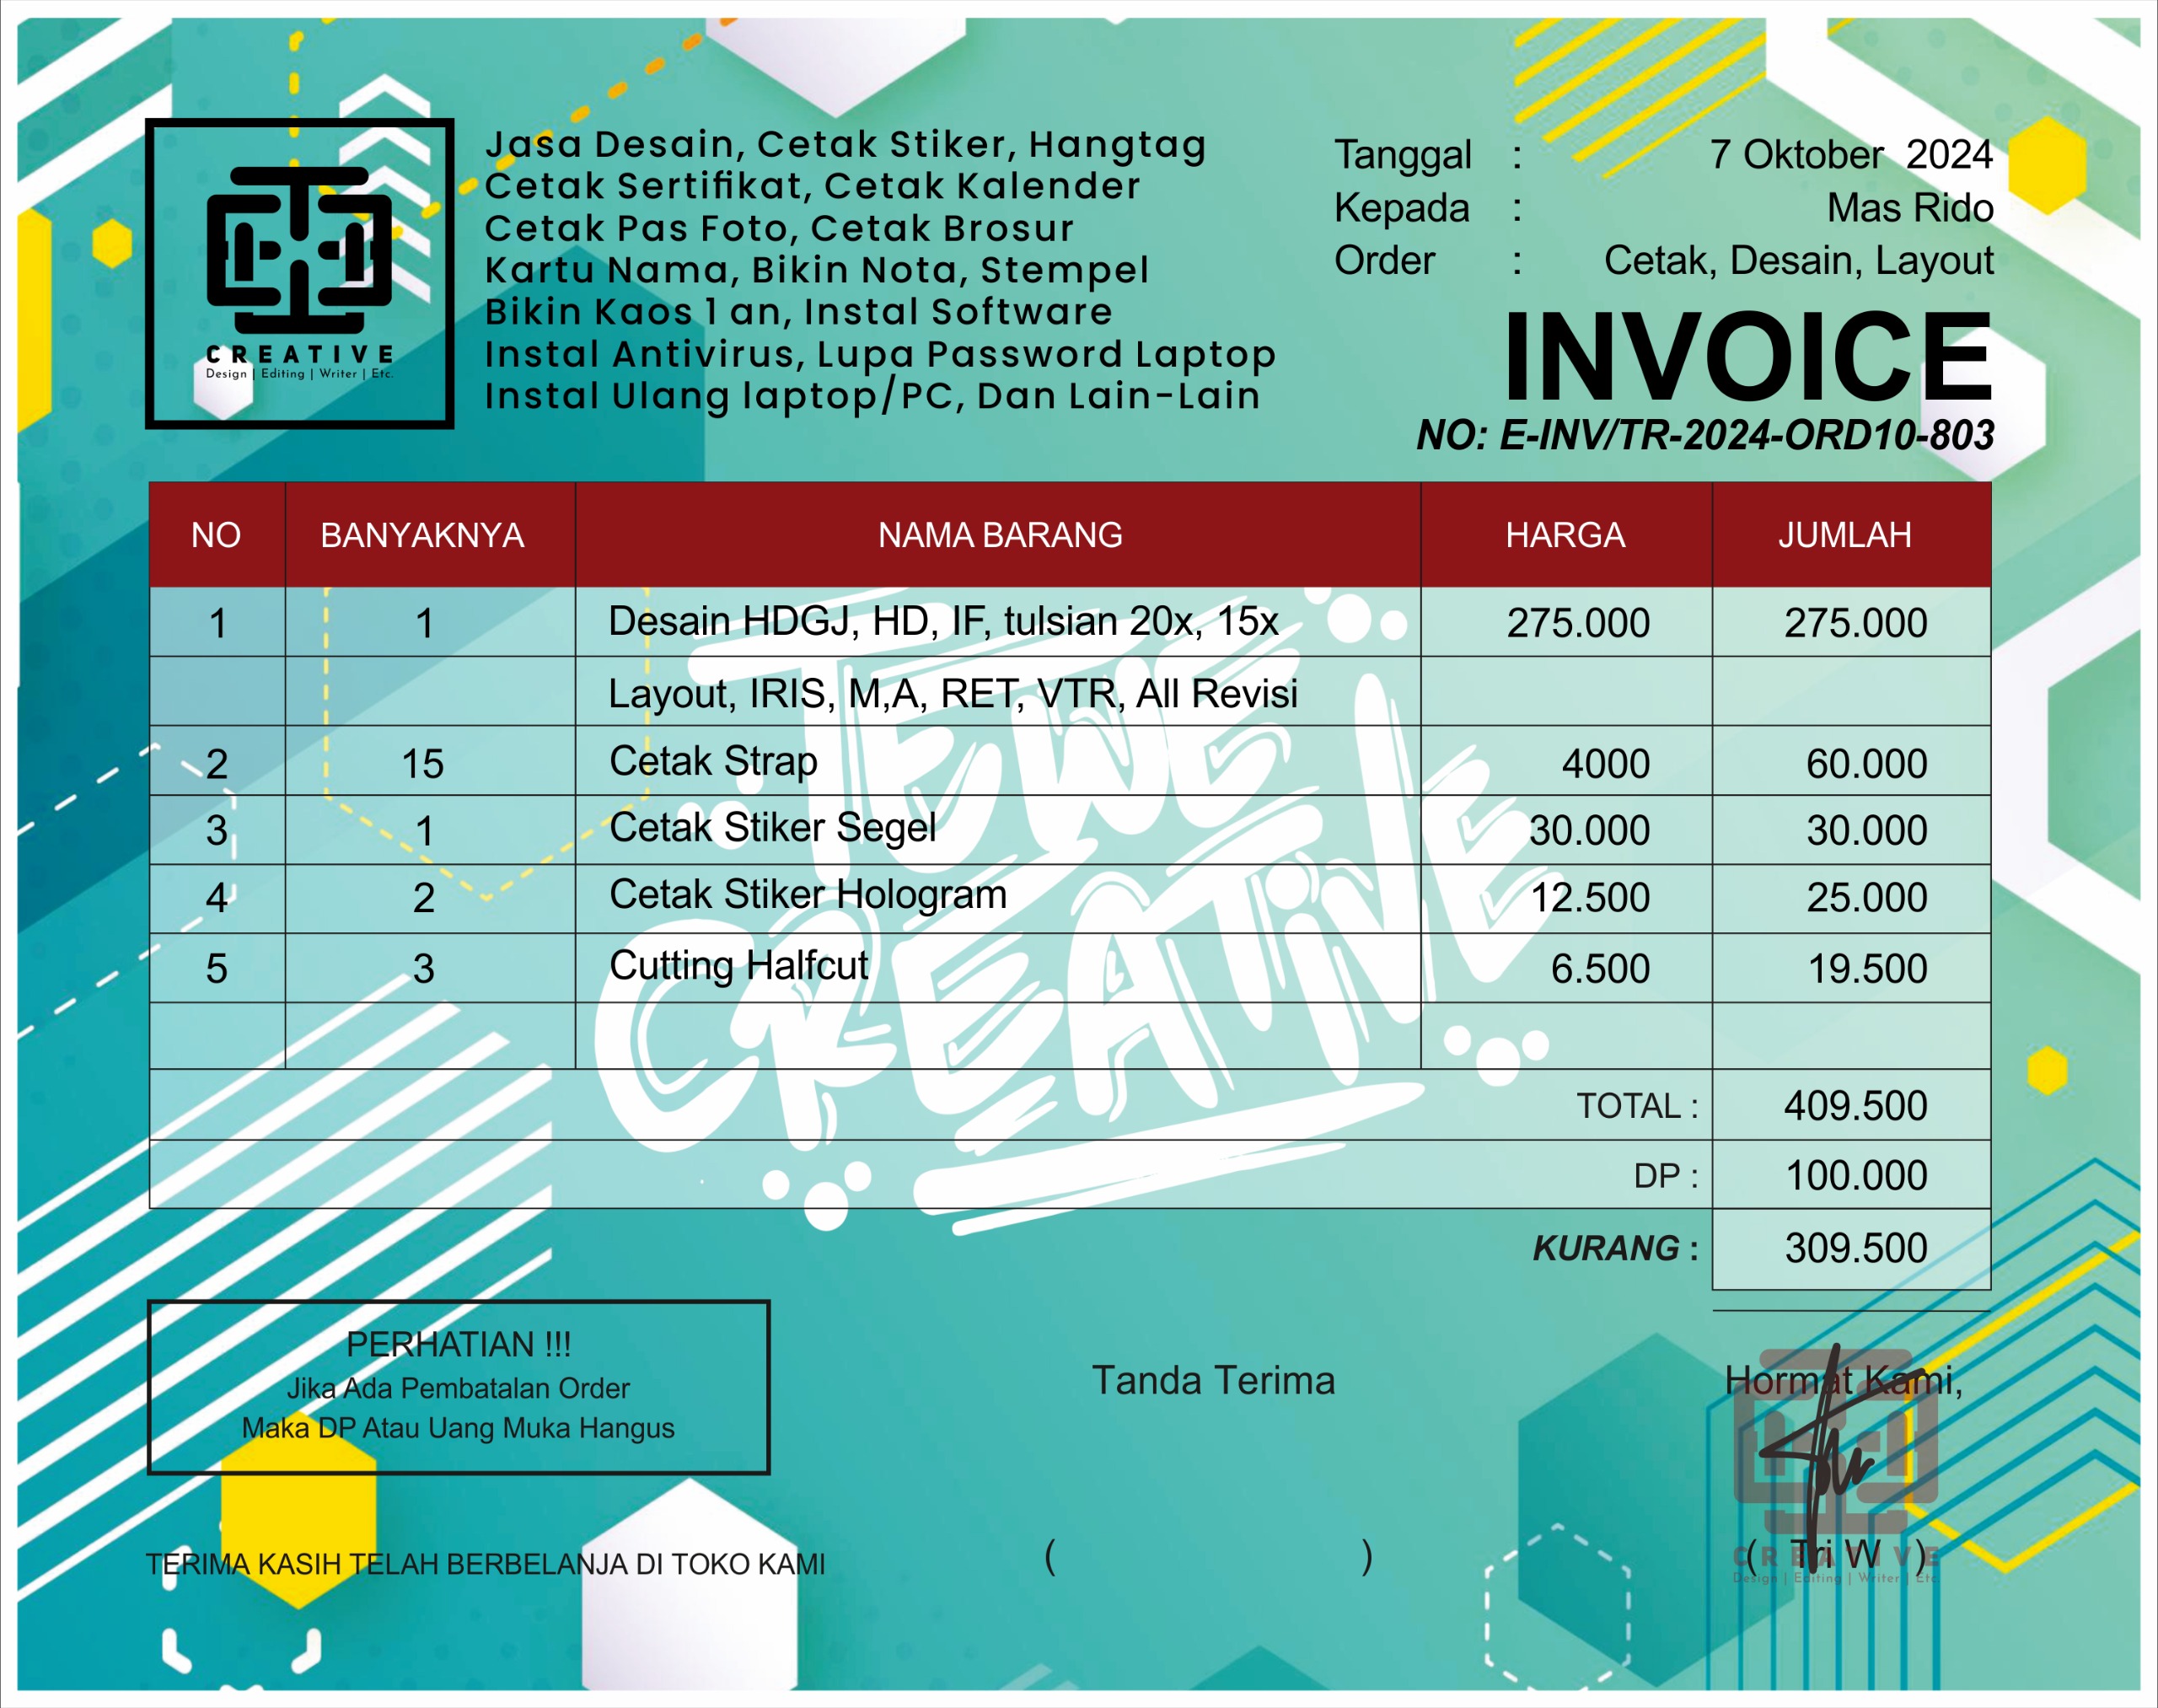 CREATIVE
Design | Editing | Writer | Etc.
Jasa Desain, Cetak Stiker, Hangtag
Cetak Sertifikat, Cetak Kalender
Cetak Pas Foto, Cetak Brosur
Kartu Nama, Bikin Nota, Stempel
Bikin Kaos 1 an, Instal Software
Instal Antivirus, Lupa Password Laptop
Instal Ulang laptop/PC, Dan Lain-Lain
Tanggal : 7 Oktober 2024
Kepada : Mas Rido
Order : Cetak, Desain, Layout
INVOICE
NO: E-INV/TR-2024-ORD10-803
NO BANYAKNYA NAMA BARANG HARGA JUMLAH
1 1 Desain HDGJ, HD, IF, tulsian 20x, 15x 275.000 275.000
Layout, IRIS, M,A, RET, VTR, All Revisi
2 15 Cetak Strap 4000 60.000
3 1 Cetak Stiker Segel 30.000 30.000
4 2 Cetak Stiker Hologram 12.500 25.000
5 3 Cutting Halfcut 6.500 19.500
TEWE
CREATIVE
TOTAL : 409.500
DP : 100.000
KURANG : 309.500
PERHATIAN !!!
Jika Ada Pembatalan Order
Maka DP Atau Uang Muka Hangus
TERIMA KASIH TELAH BERBELANJA DI TOKO KAMI
Tanda Terima
( )
Hormat Kami,
( Tri W )
CREATIVE
Design | Editing | Writer | Etc.